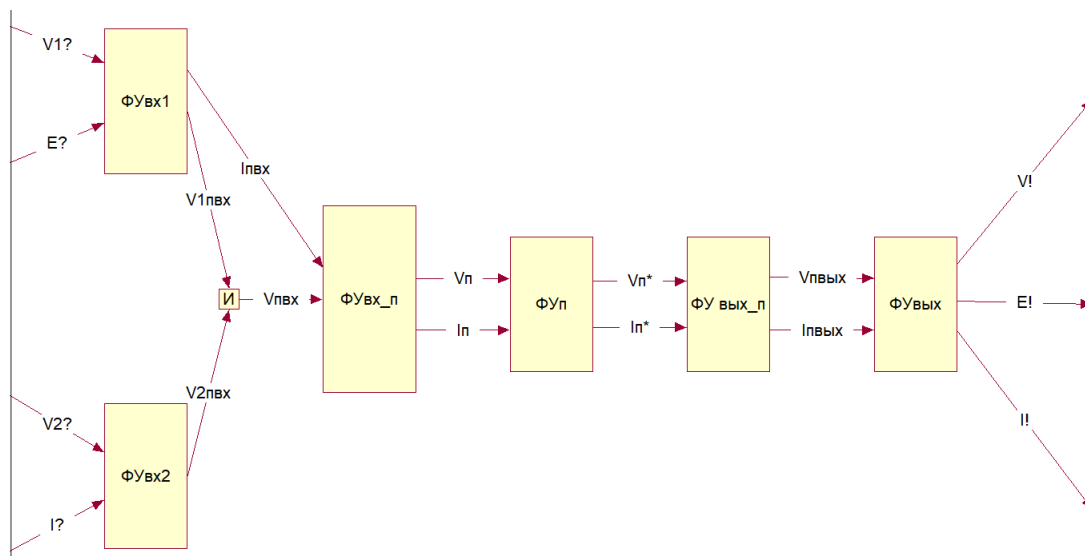 V1?
E?
ФУвх1
Iпвх
V1пвх
И
Vпвх
V2пвх
V2?
I?
ФУвх2
ФУвх_п
Vп
Iп
ФУп
Vп*
Iп*
ФУ вых_п
Vпвых
Iпвых
ФУвых
V!
E!
I!